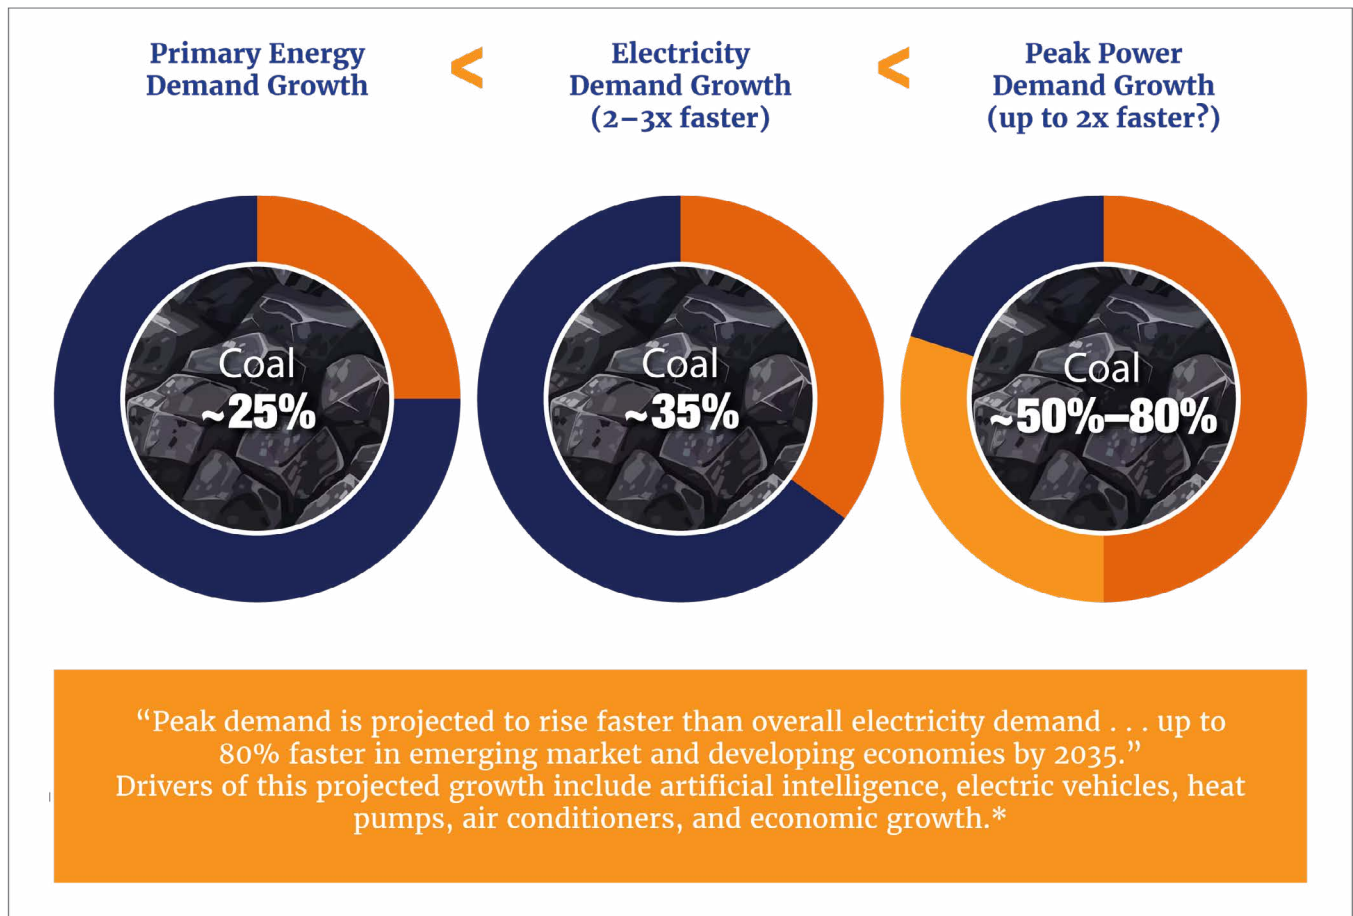 Primary Energy
Demand Growth
<
Electricity
Demand Growth
(2–3x faster)
<
Peak Power
Demand Growth
(up to 2x faster?)
Coal
~25%
Coal
~35%
Coal
~50%–80%
“Peak demand is projected to rise faster than overall electricity demand . . . up to
80% faster in emerging market and developing economies by 2035.”
Drivers of this projected growth include artificial intelligence, electric vehicles, heat
pumps, air conditioners, and economic growth.*